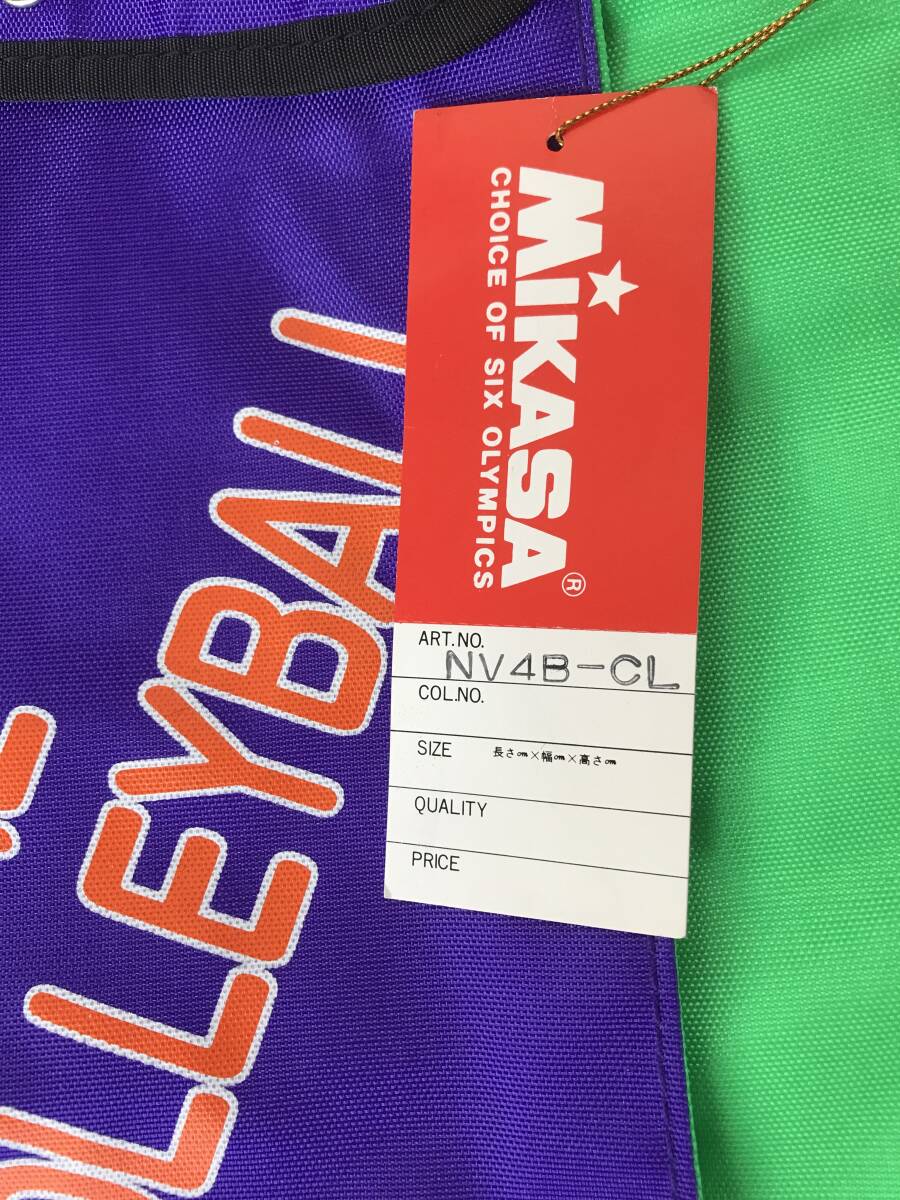 MiKASA®
CHOICE OF SIX OLYMPICS
ART.NO. NV4B-CL
COL.NO.
SIZE 長さcm×幅cm×高さcm
QUALITY
PRICE
OLLEYBALL